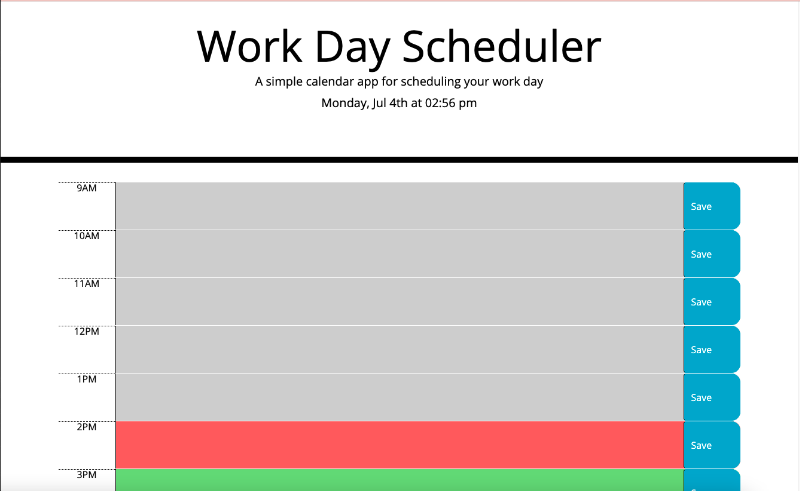 Work Day Scheduler
A simple calendar app for scheduling your work day
Monday, Jul 4th at 02:56 pm
9AM
Save
10AM
Save
11AM
Save
12PM
Save
1PM
Save
2PM
Save
3PM